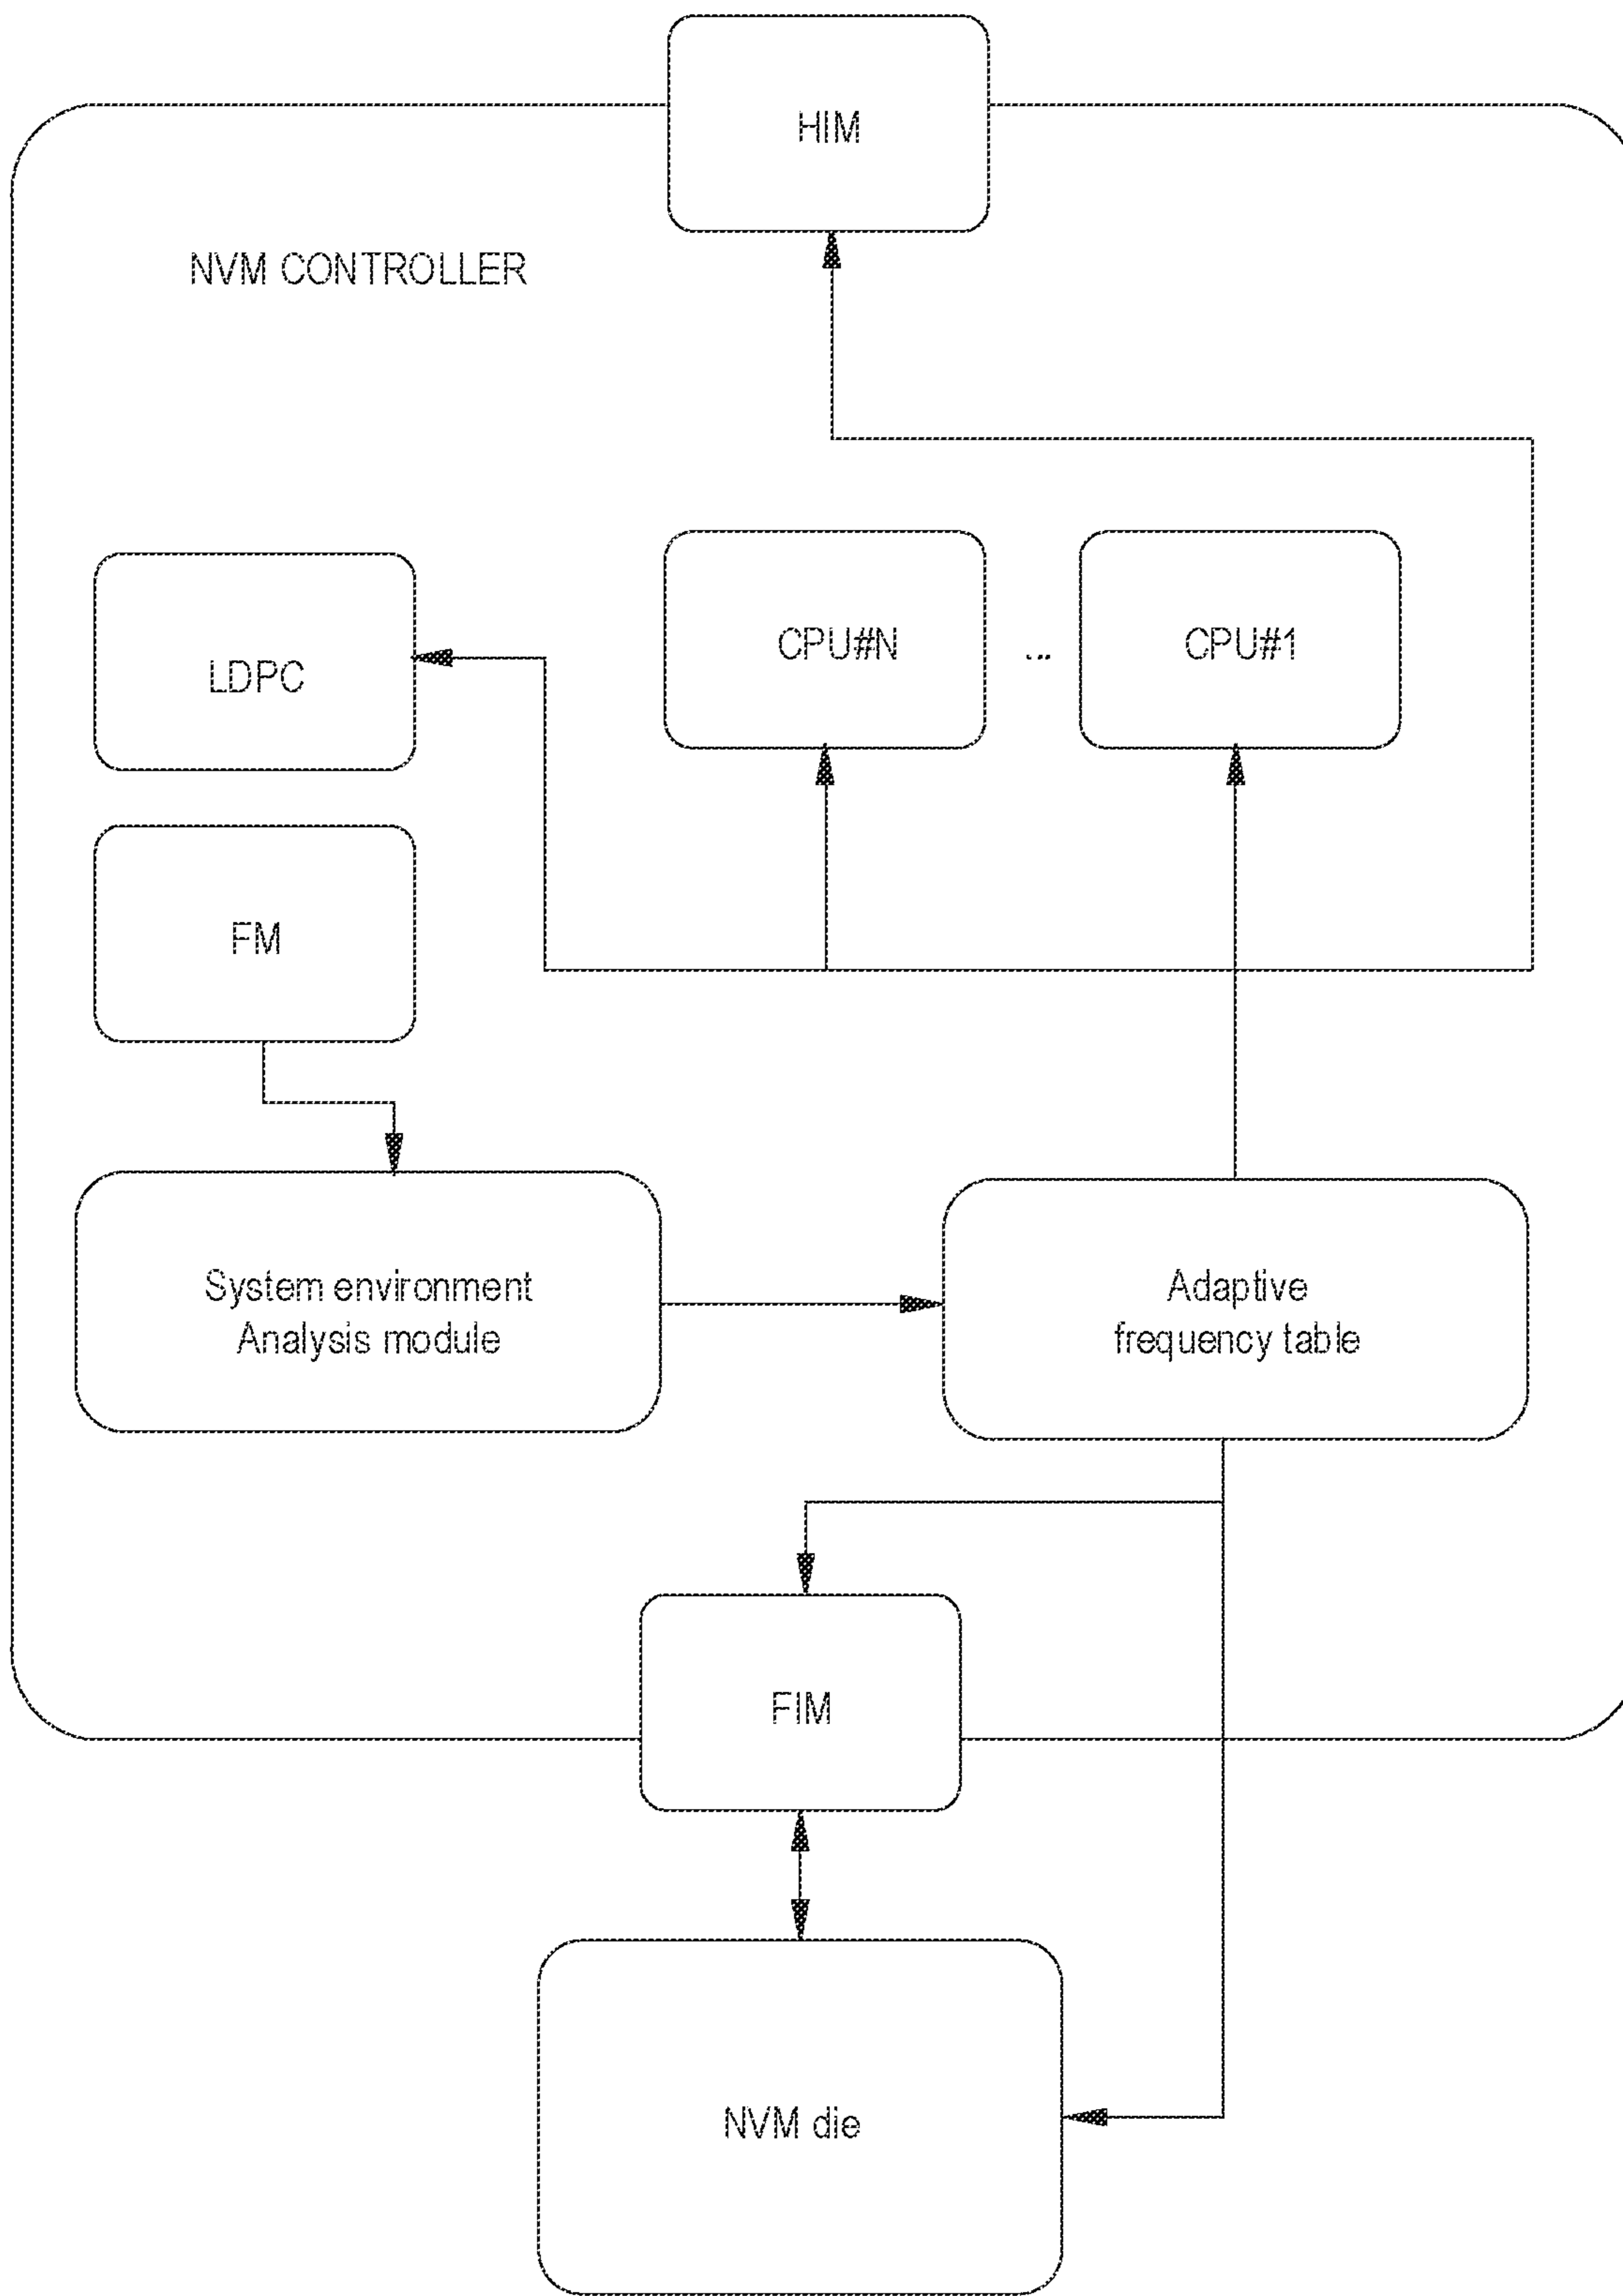 HIM
NVM CONTROLLER
CPU#N
...
CPU#1
LDPC
FM
System environment
Analysis module
Adaptive
frequency table
FIM
NVM die